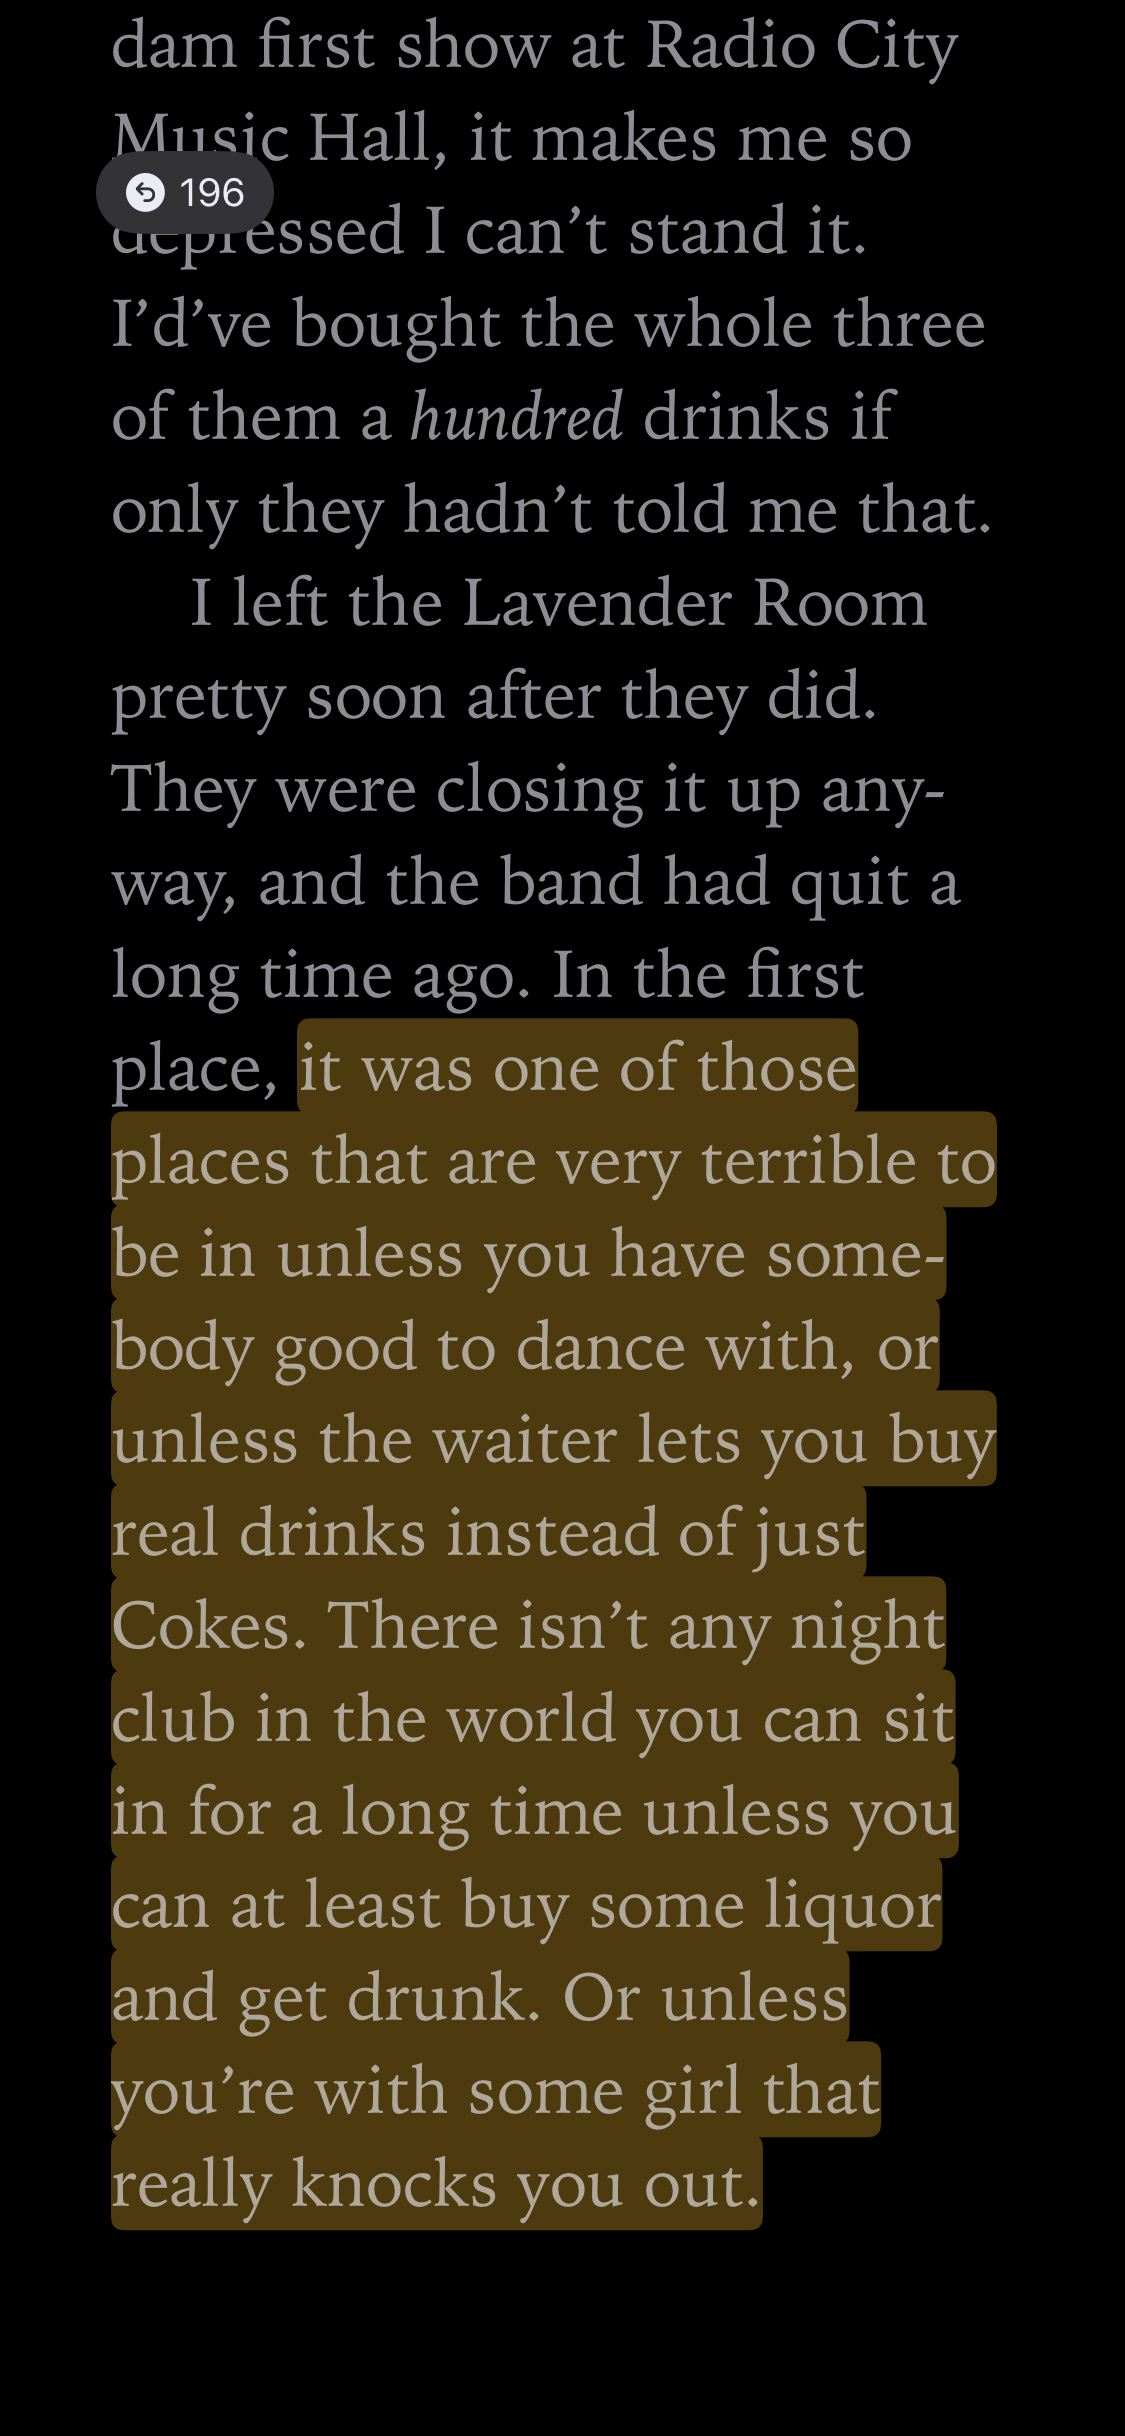 dam first show at Radio City
Music Hall, it makes me so
196
depressed I can’t stand it.
I’d’ve bought the whole three
of them a hundred drinks if
only they hadn’t told me that.
I left the Lavender Room
pretty soon after they did.
They were closing it up any-
way, and the band had quit a
long time ago. In the first
place, it was one of those
places that are very terrible to
be in unless you have some-
body good to dance with, or
unless the waiter lets you buy
real drinks instead of just
Cokes. There isn’t any night
club in the world you can sit
in for a long time unless you
can at least buy some liquor
and get drunk. Or unless
you’re with some girl that
really knocks you out.